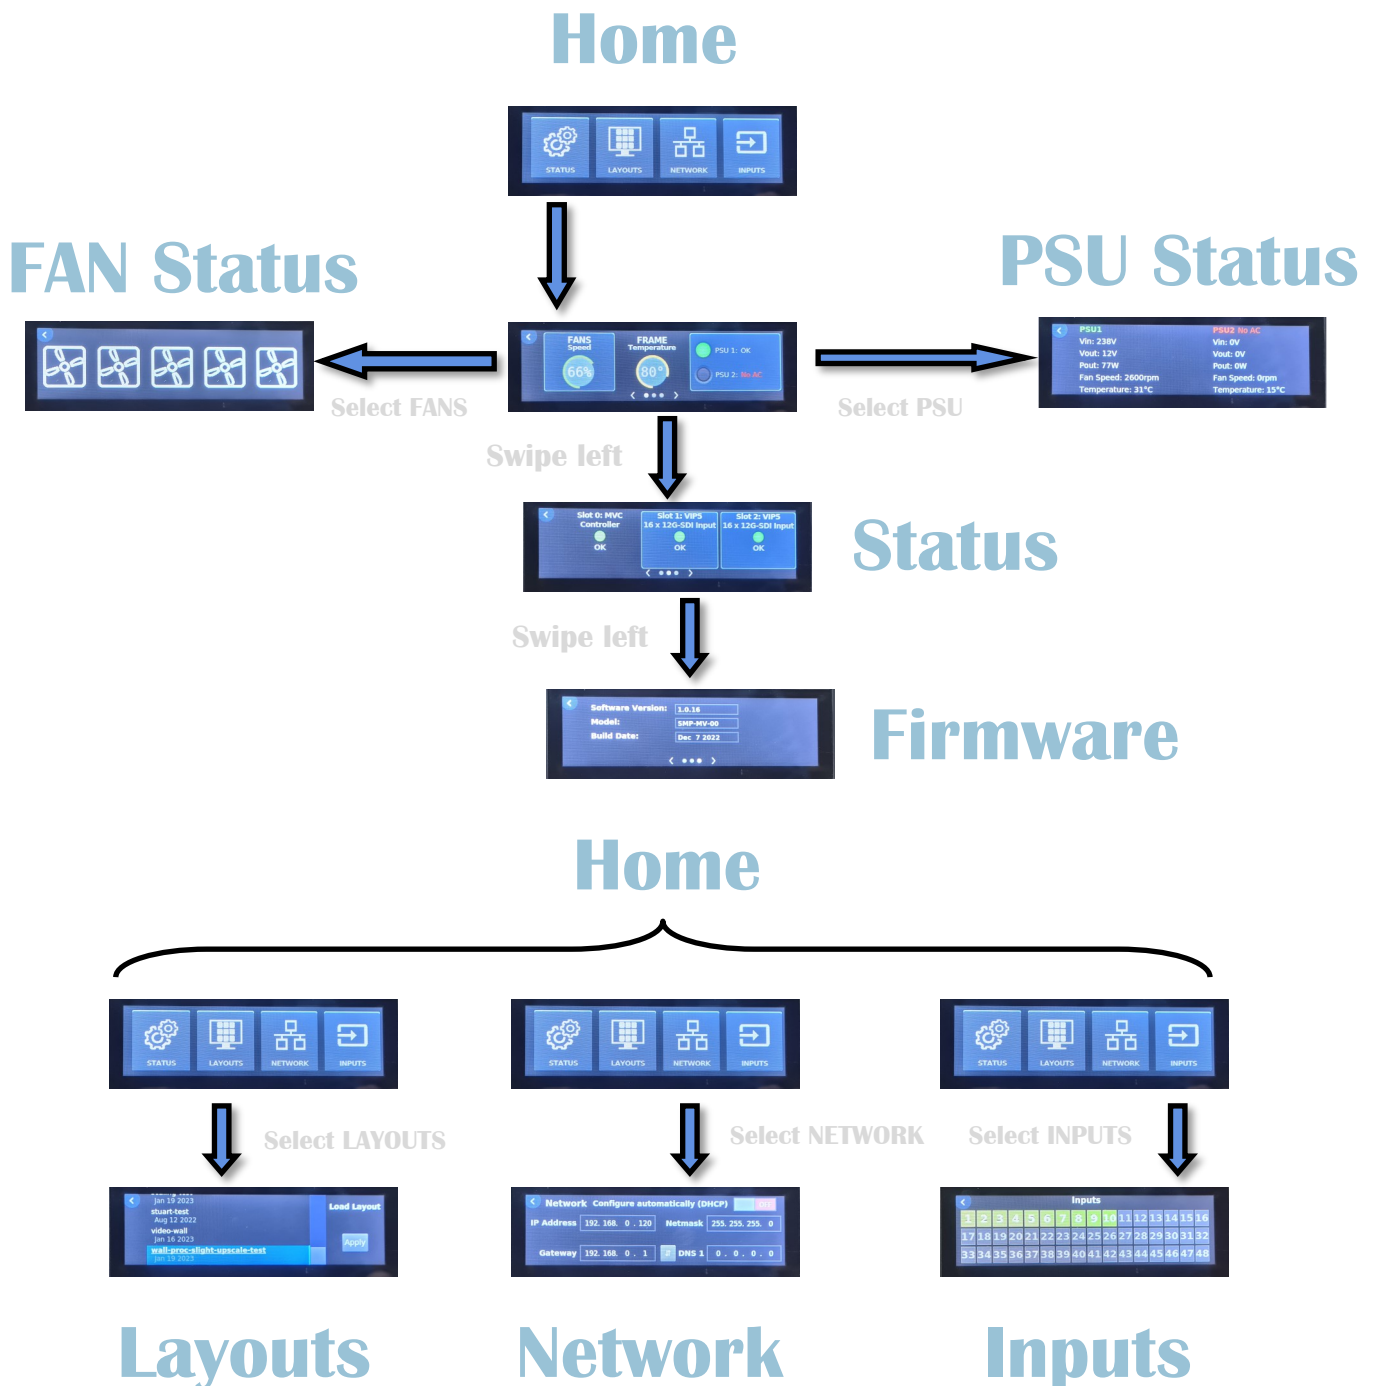 Home
STATUS LAYOUTS NETWORK INPUTS
FAN Status
PSU Status
FANS
Speed
66%
FRAME
Temperature
80°
PSU 1: OK
PSU 2: No AC
PSU1
Vin: 238V
Vout: 12V
Pout: 77W
Fan Speed: 2600rpm
Temperature: 31°C
PSU2 No AC
Vin: 0V
Vout: 0V
Pout: 0W
Fan Speed: 0rpm
Temperature: 15°C
Select FANS
Select PSU
Swipe left
Slot 0: MVC
Controller
OK
Slot 1: VIP5
16 x 12G-SDI Input
OK
Slot 2: VIP5
16 x 12G-SDI Input
OK
Status
Swipe left
Software Version: 1.0.16
Model: SMP-MV-00
Build Date: Dec 7 2022
Firmware
Home
STATUS LAYOUTS NETWORK INPUTS
STATUS LAYOUTS NETWORK INPUTS
STATUS LAYOUTS NETWORK INPUTS
Select LAYOUTS
Select NETWORK
Select INPUTS
Jan 19 2023
stuart-test
Aug 12 2022
video-wall
Jan 16 2023
wall-proc-slight-upscale-test
Jan 19 2023
Load Layout
Apply
Network Configure automatically (DHCP)
IP Address 192. 168. 0 . 120 Netmask 255. 255. 255. 0
Gateway 192. 168. 0 . 1 DNS 1 0 . 0 . 0 . 0
Inputs
1 2 3 4 5 6 7 8 9 10 11 12 13 14 15 16
17 18 19 20 21 22 23 24 25 26 27 28 29 30 31 32
33 34 35 36 37 38 39 40 41 42 43 44 45 46 47 48
Layouts
Network
Inputs